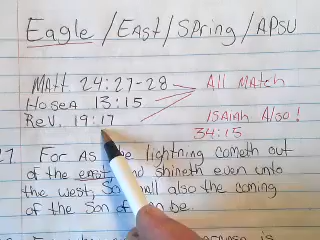 Eagle / East / Spring / APSU
Matt 24:27-28
All Match
Hosea 13:15
Rev. 19:17
Isaiah Also!
34:15
27 For As the lightning cometh out
of the east and shineth even unto
the west, So shall also the coming
of the Son of man be.